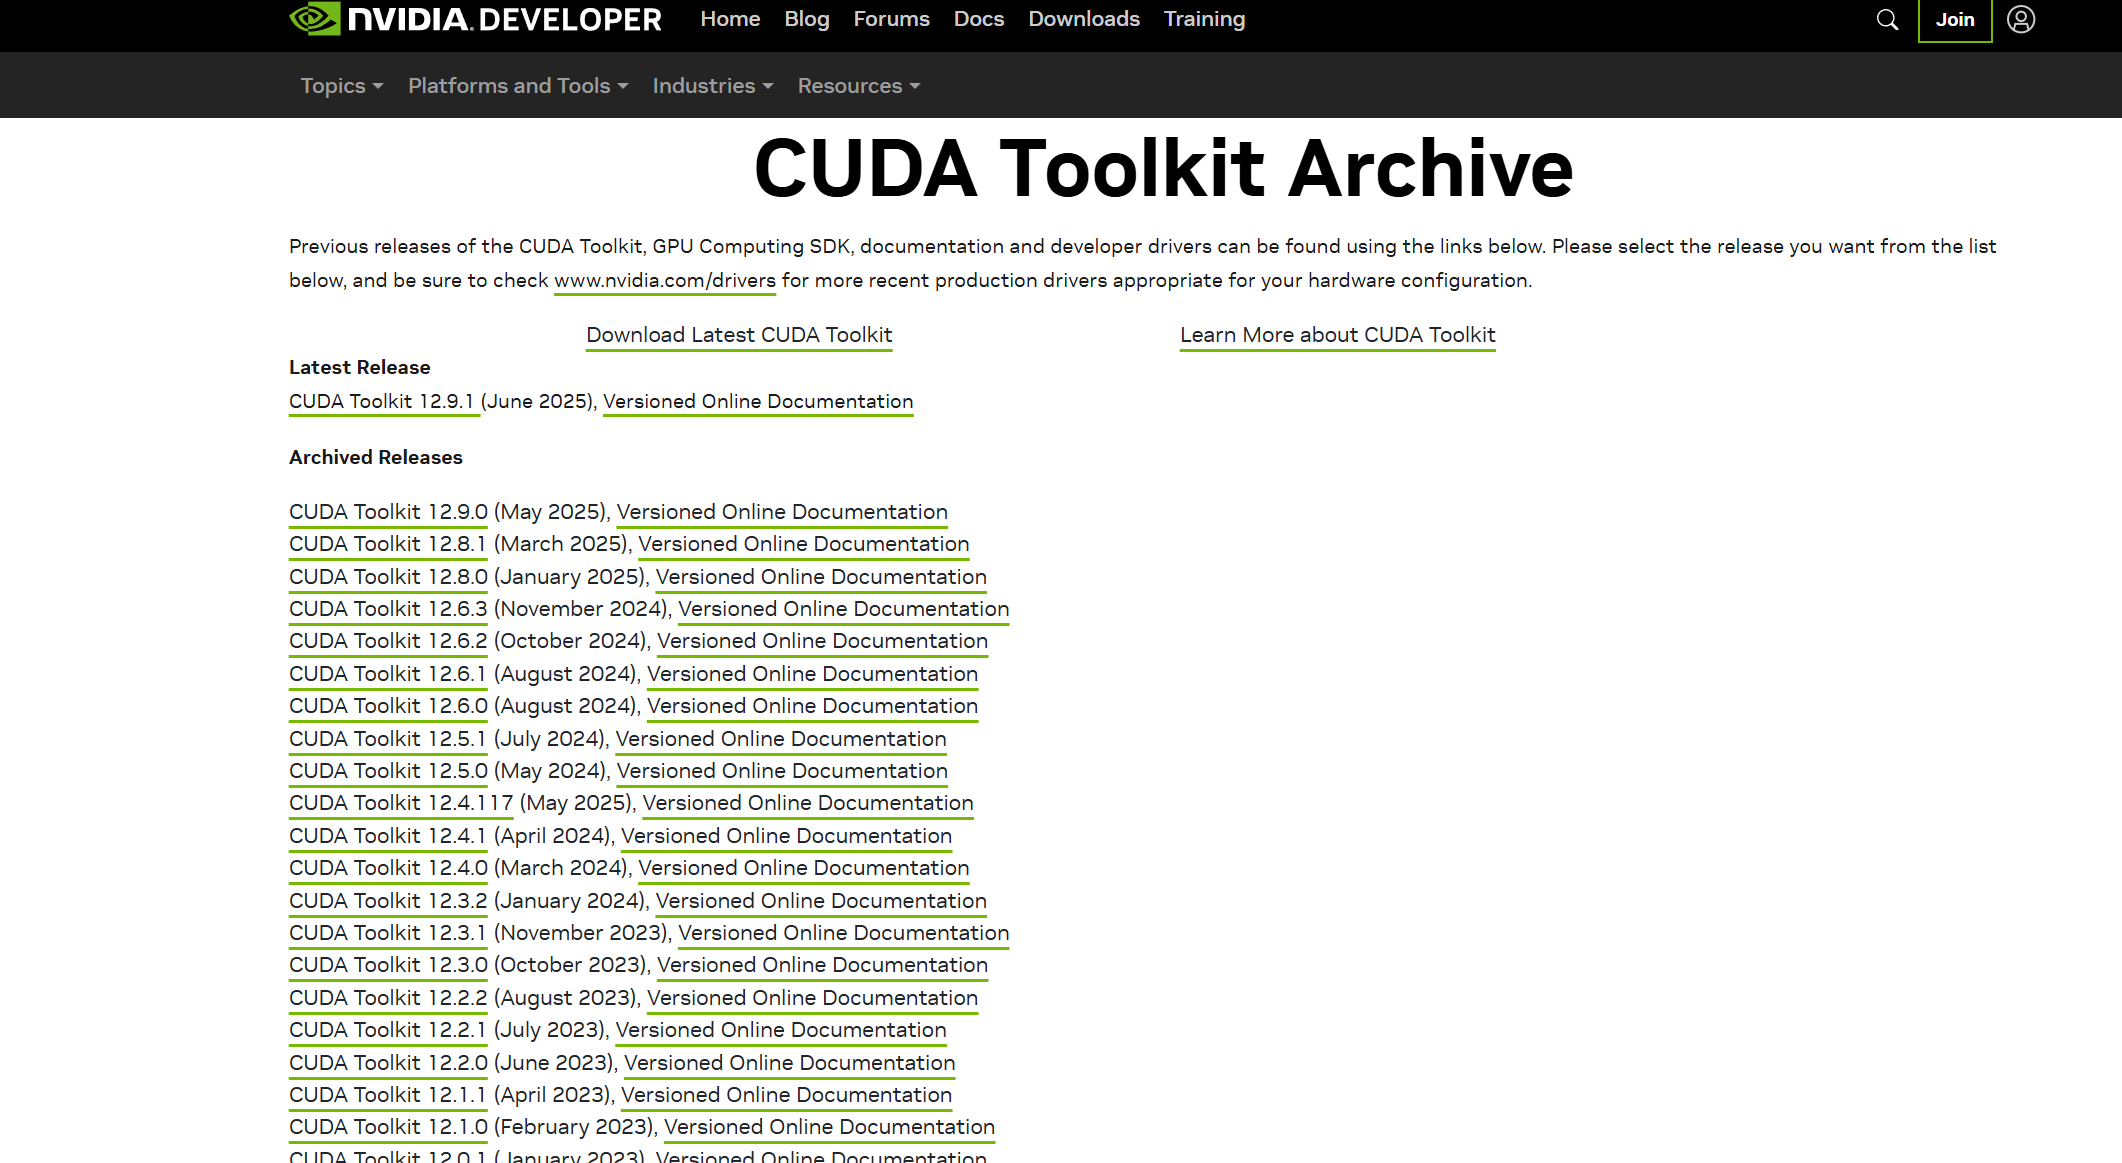 NVIDIA. DEVELOPER Home Blog Forums Docs Downloads Training Join
Topics Platforms and Tools Industries Resources
CUDA Toolkit Archive
Previous releases of the CUDA Toolkit, GPU Computing SDK, documentation and developer drivers can be found using the links below. Please select the release you want from the list
below, and be sure to check www.nvidia.com/drivers for more recent production drivers appropriate for your hardware configuration.
Download Latest CUDA Toolkit Learn More about CUDA Toolkit
Latest Release
CUDA Toolkit 12.9.1 (June 2025), Versioned Online Documentation
Archived Releases
CUDA Toolkit 12.9.0 (May 2025), Versioned Online Documentation
CUDA Toolkit 12.8.1 (March 2025), Versioned Online Documentation
CUDA Toolkit 12.8.0 (January 2025), Versioned Online Documentation
CUDA Toolkit 12.6.3 (November 2024), Versioned Online Documentation
CUDA Toolkit 12.6.2 (October 2024), Versioned Online Documentation
CUDA Toolkit 12.6.1 (August 2024), Versioned Online Documentation
CUDA Toolkit 12.6.0 (August 2024), Versioned Online Documentation
CUDA Toolkit 12.5.1 (July 2024), Versioned Online Documentation
CUDA Toolkit 12.5.0 (May 2024), Versioned Online Documentation
CUDA Toolkit 12.4.117 (May 2025), Versioned Online Documentation
CUDA Toolkit 12.4.1 (April 2024), Versioned Online Documentation
CUDA Toolkit 12.4.0 (March 2024), Versioned Online Documentation
CUDA Toolkit 12.3.2 (January 2024), Versioned Online Documentation
CUDA Toolkit 12.3.1 (November 2023), Versioned Online Documentation
CUDA Toolkit 12.3.0 (October 2023), Versioned Online Documentation
CUDA Toolkit 12.2.2 (August 2023), Versioned Online Documentation
CUDA Toolkit 12.2.1 (July 2023), Versioned Online Documentation
CUDA Toolkit 12.2.0 (June 2023), Versioned Online Documentation
CUDA Toolkit 12.1.1 (April 2023), Versioned Online Documentation
CUDA Toolkit 12.1.0 (February 2023), Versioned Online Documentation
CUDA Toolkit 12.0.1 (January 2023), Versioned Online Documentation